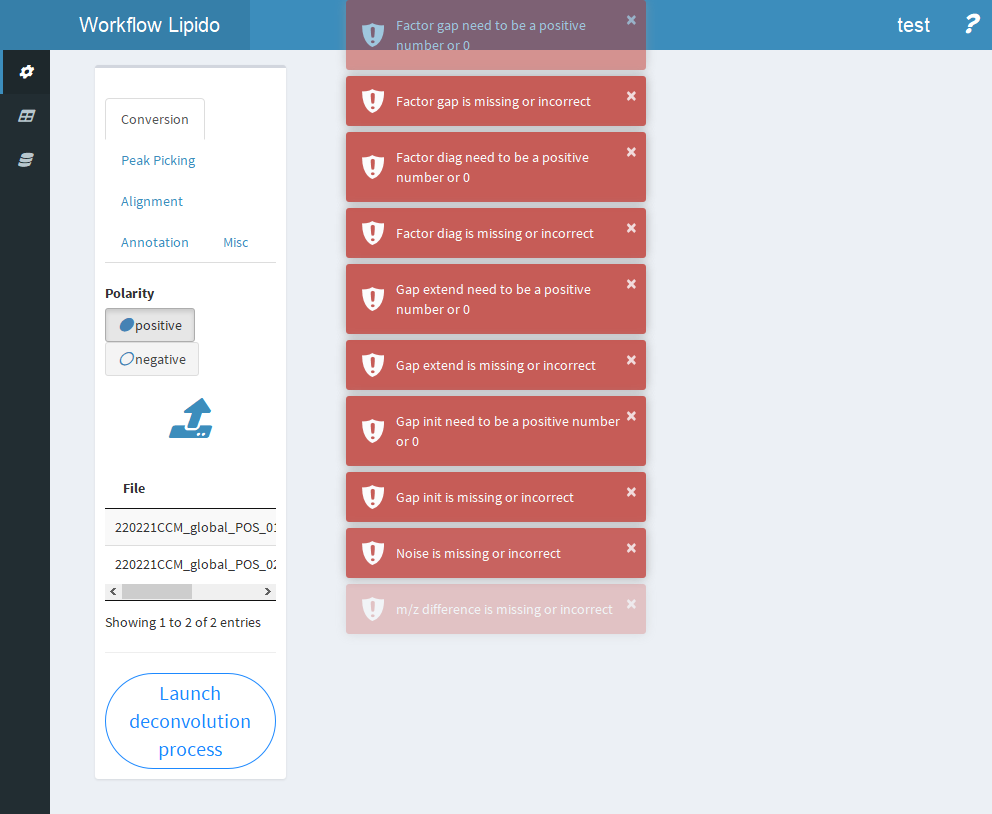 Workflow Lipido
test
?
Conversion
Peak Picking
Alignment
Annotation Misc
Polarity
positive
negative
File
220221CCM_global_POS_01
220221CCM_global_POS_02
Showing 1 to 2 of 2 entries
Launch
deconvolution
process
Factor gap need to be a positive
number or 0
×
Factor gap is missing or incorrect
×
Factor diag need to be a positive
number or 0
×
Factor diag is missing or incorrect
×
Gap extend need to be a positive
number or 0
×
Gap extend is missing or incorrect
×
Gap init need to be a positive number
or 0
×
Gap init is missing or incorrect
×
Noise is missing or incorrect
×
m/z difference is missing or incorrect
×